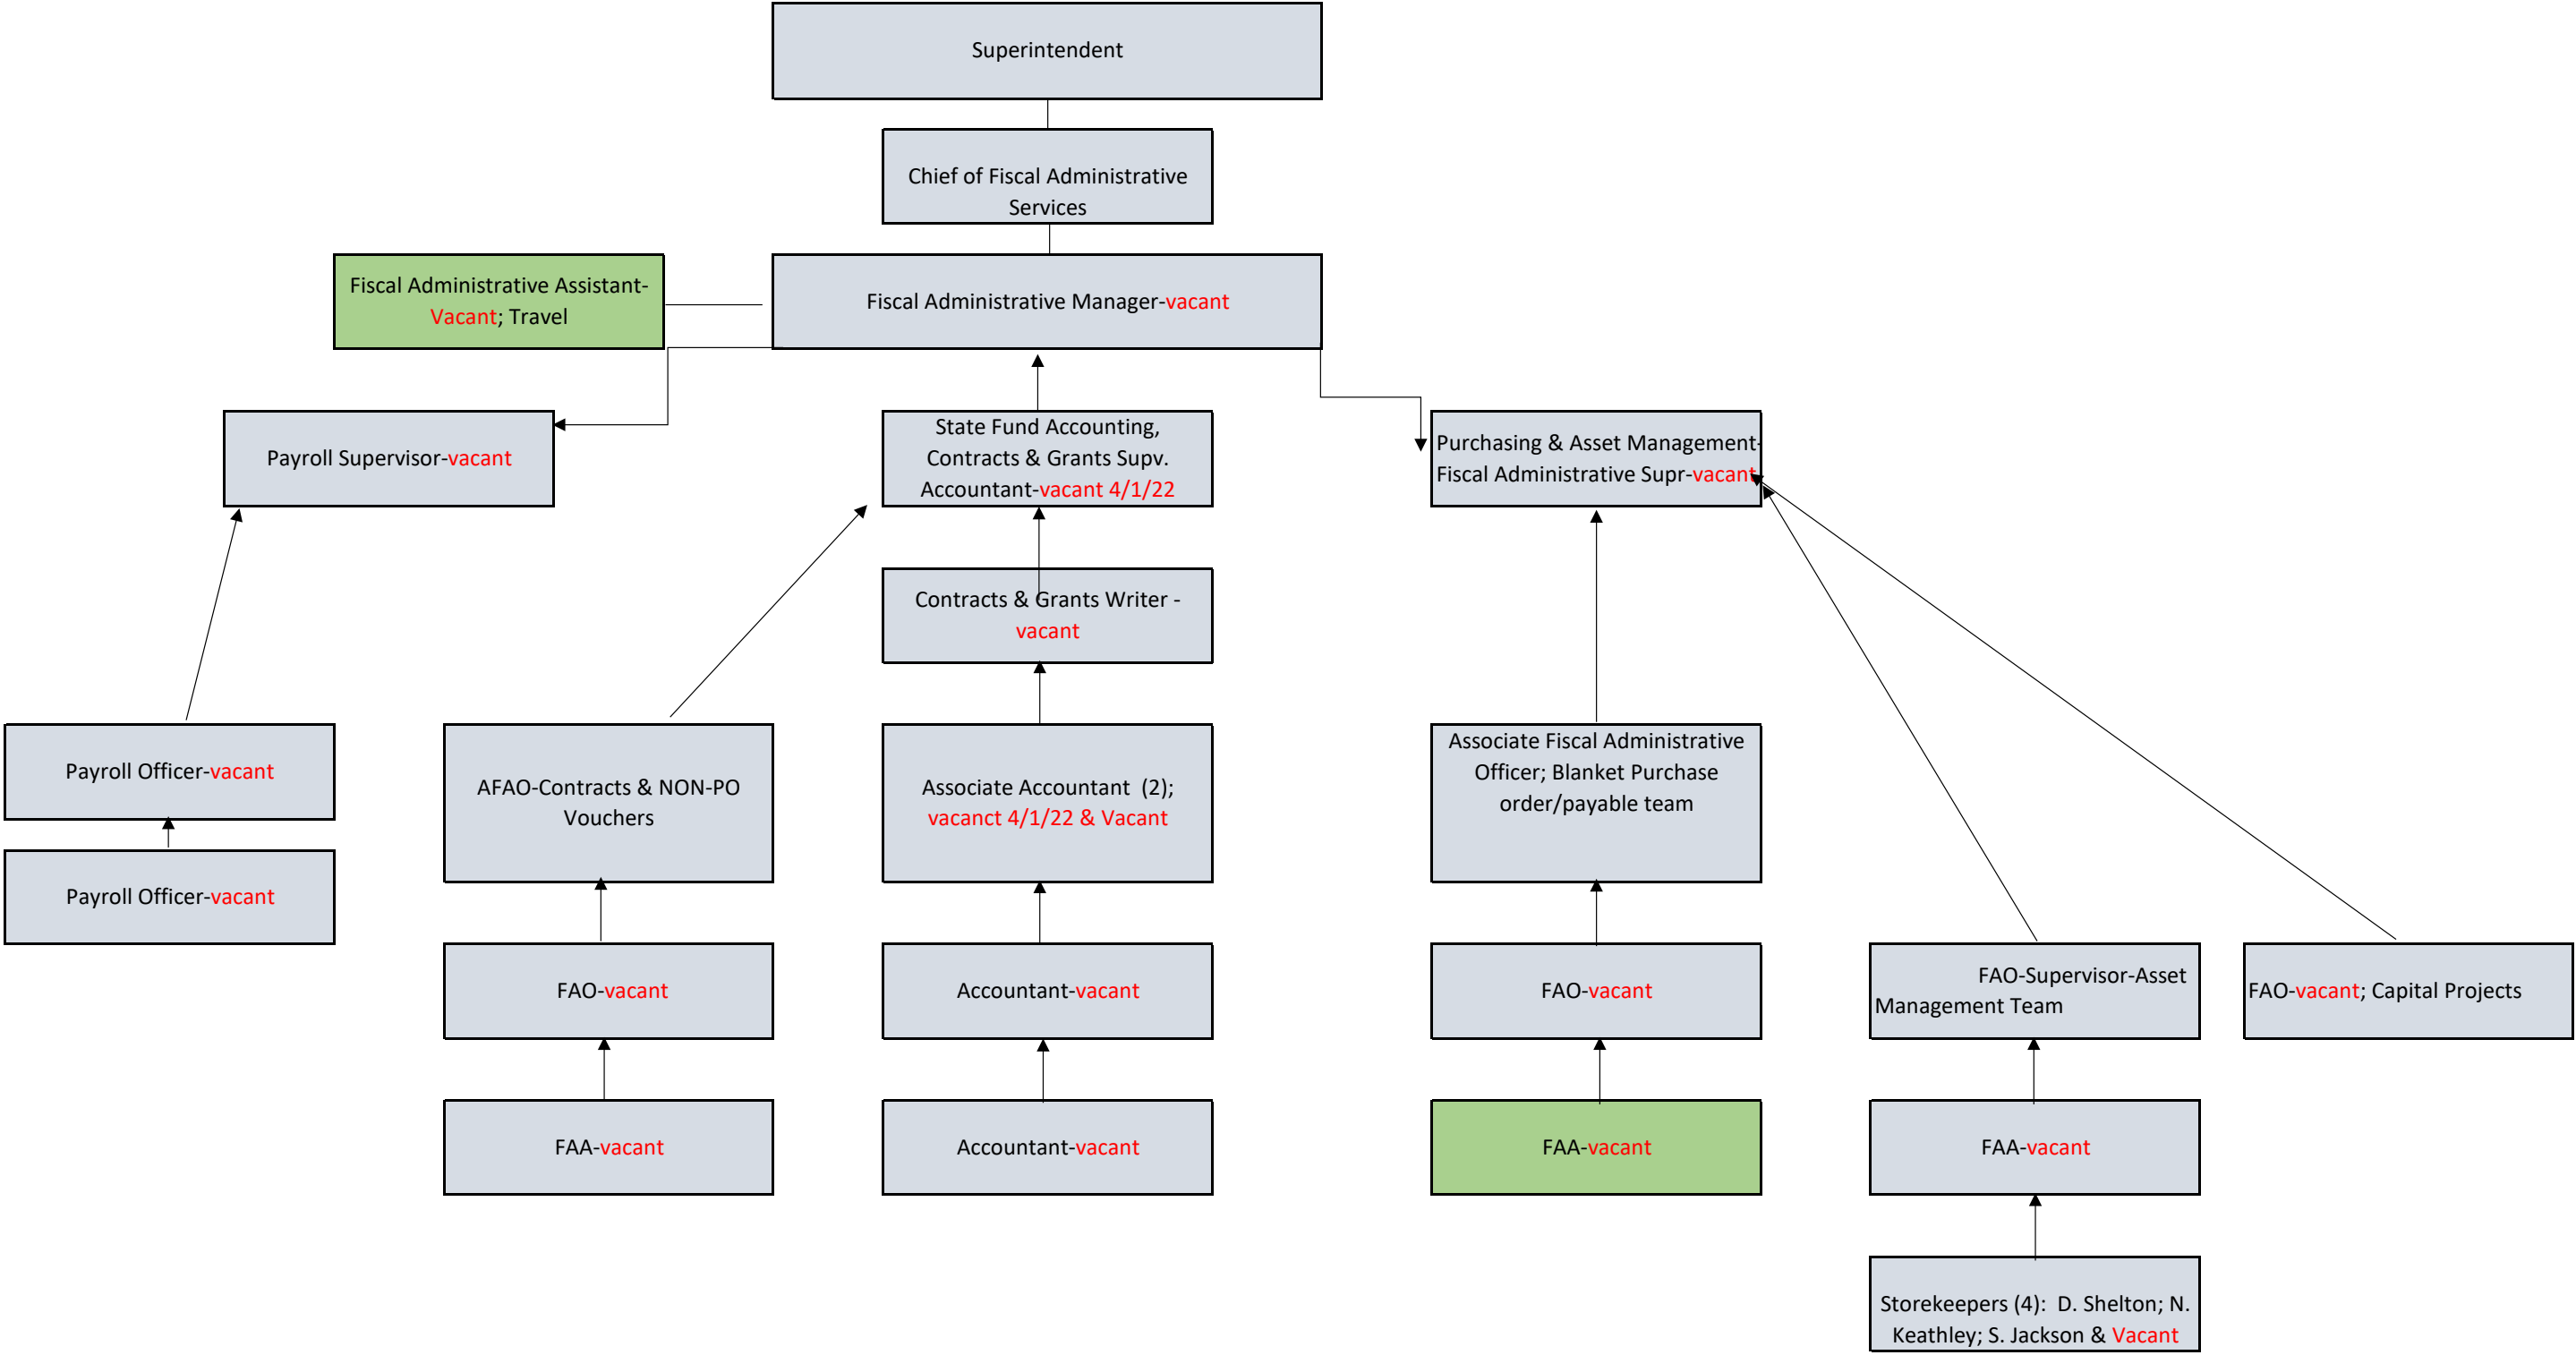 Superintendent
Chief of Fiscal Administrative
Services
Fiscal Administrative Assistant-
Vacant; Travel
Fiscal Administrative Manager-vacant
Payroll Supervisor-vacant
State Fund Accounting,
Contracts & Grants Supv.
Accountant-vacant 4/1/22
Purchasing & Asset Management-
Fiscal Administrative Supr-vacant
Contracts & Grants Writer -
vacant
Payroll Officer-vacant
AFAO-Contracts & NON-PO
Vouchers
Associate Accountant (2);
vacanct 4/1/22 & Vacant
Associate Fiscal Administrative
Officer; Blanket Purchase
order/payable team
Payroll Officer-vacant
FAO-vacant
Accountant-vacant
FAO-vacant
FAO-Supervisor-Asset
Management Team
FAO-vacant; Capital Projects
FAA-vacant
Accountant-vacant
FAA-vacant
FAA-vacant
Storekeepers (4): D. Shelton; N.
Keathley; S. Jackson & Vacant